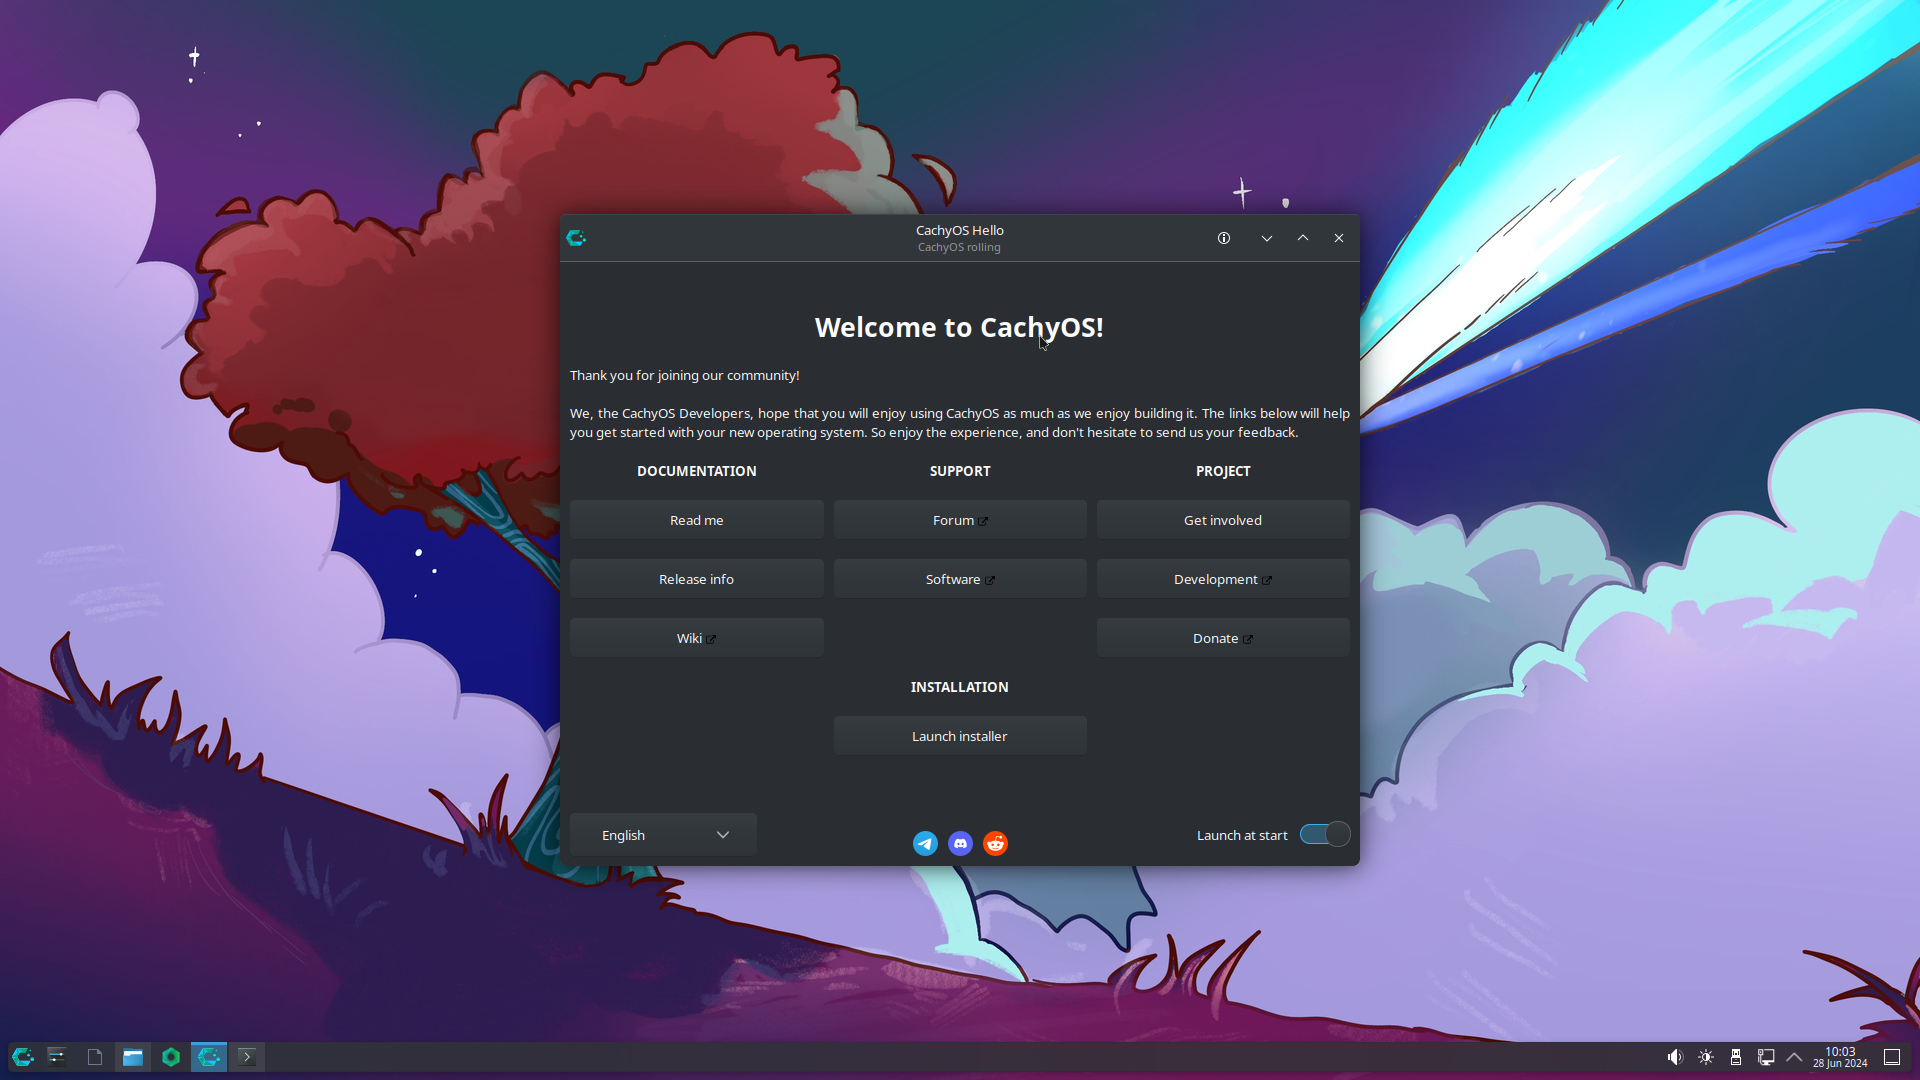 CachyOS Hello
CachyOS rolling
Welcome to CachyOS!
Thank you for joining our community!
We, the CachyOS Developers, hope that you will enjoy using CachyOS as much as we enjoy building it. The links below will help
you get started with your new operating system. So enjoy the experience, and don't hesitate to send us your feedback.
DOCUMENTATION
SUPPORT
PROJECT
Read me
Forum
Get involved
Release info
Software
Development
Wiki
Donate
INSTALLATION
Launch installer
English
Launch at start
10:03
28 Jun 2024